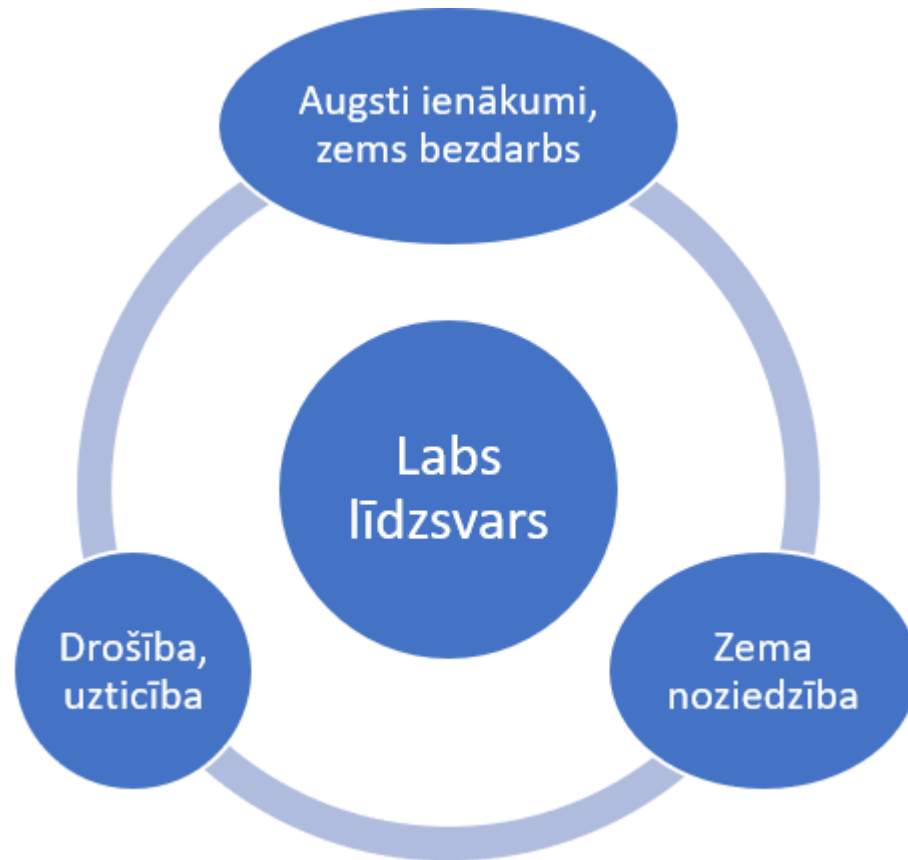 Augsti ienākumi,
zems bezdarbs
Labs
līdzsvars
Drošība,
uzticība
Zema
noziedzība